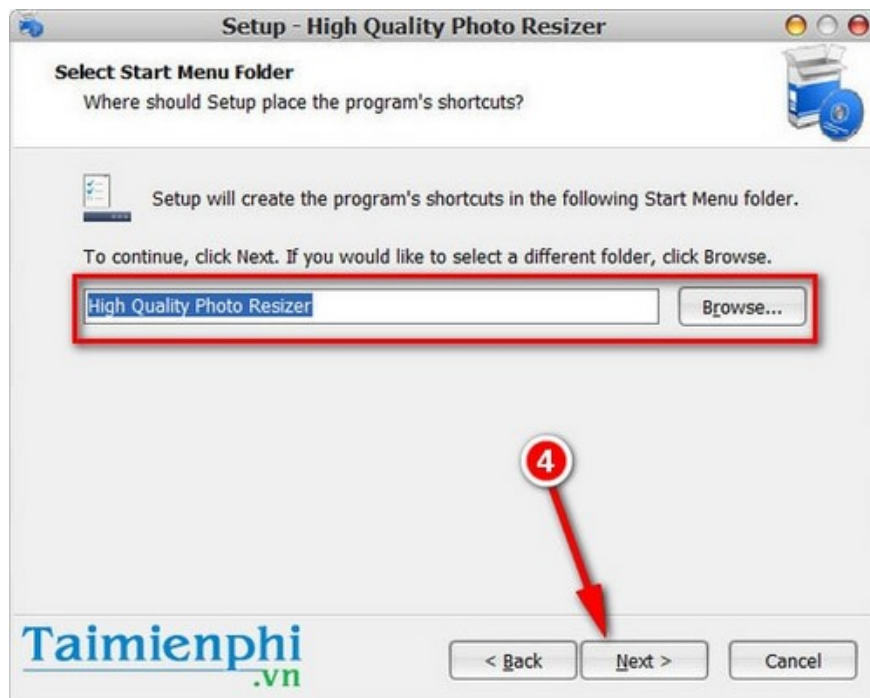 Setup - High Quality Photo Resizer
Select Start Menu Folder
Where should Setup place the program's shortcuts?
Setup will create the program's shortcuts in the following Start Menu folder.
To continue, click Next. If you would like to select a different folder, click Browse.
High Quality Photo Resizer
Browse...
4
Taimienphi
.vn
< Back
Next >
Cancel